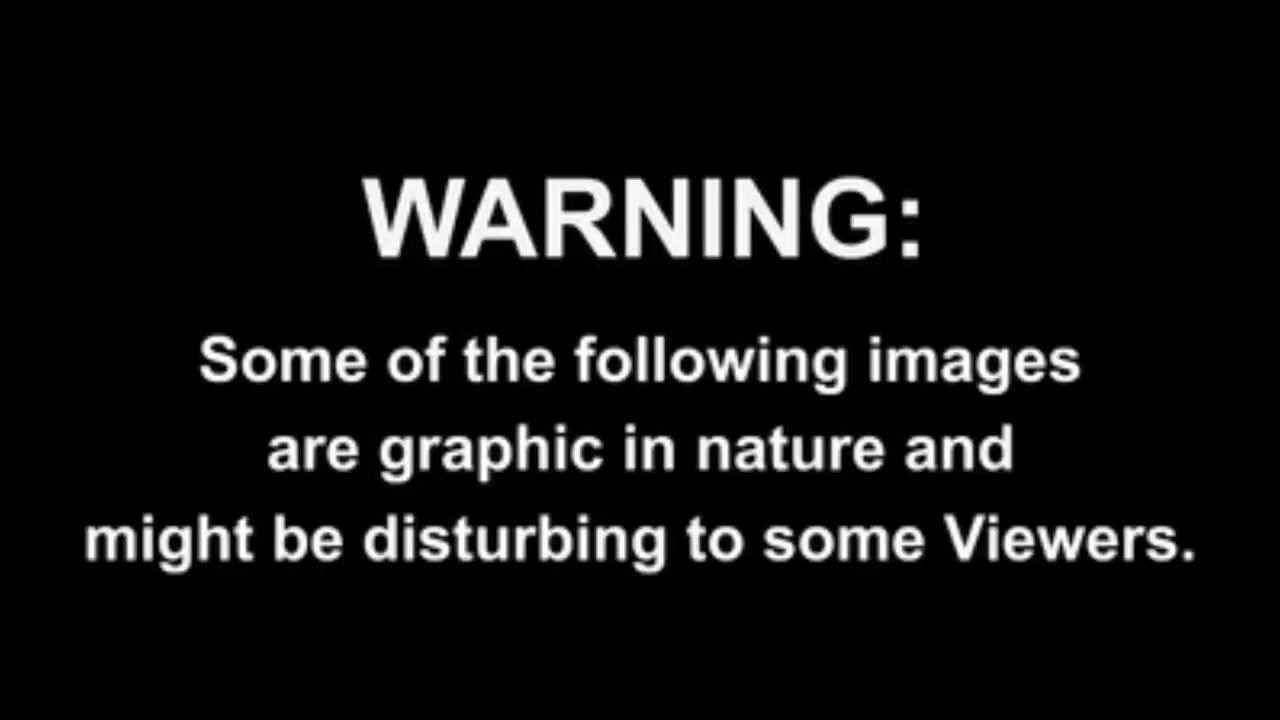 WARNING:
Some of the following images
are graphic in nature and
might be disturbing to some Viewers.